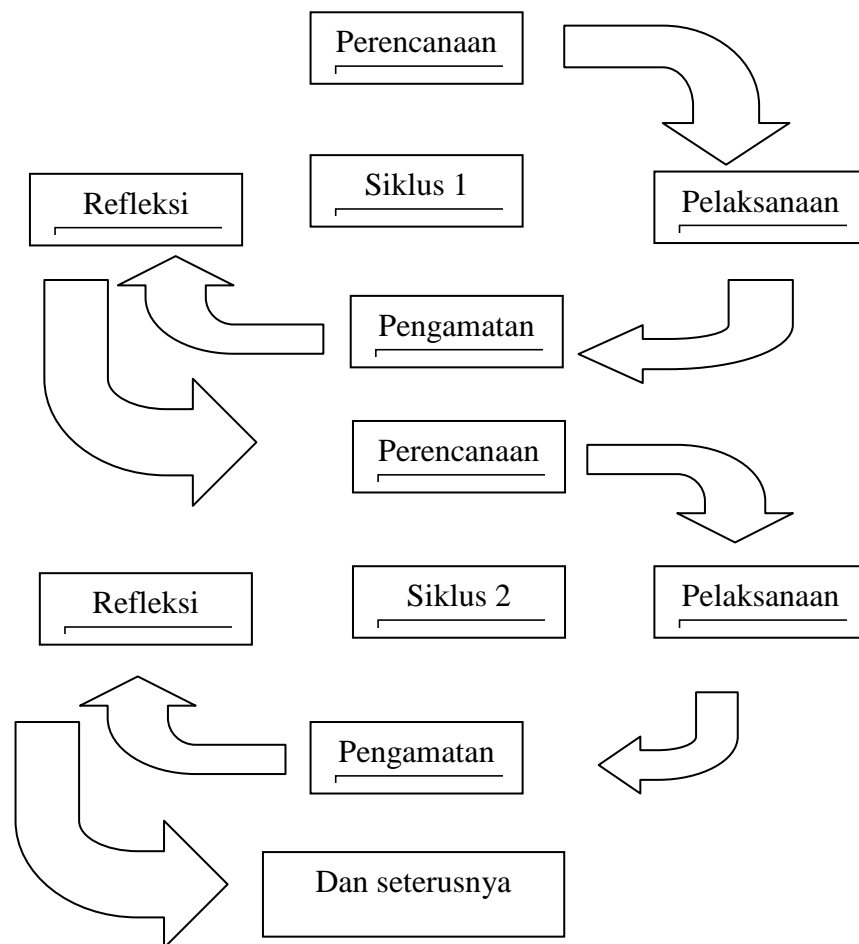 Perencanaan
Refleksi
Siklus 1
Pelaksanaan
Pengamatan
Perencanaan
Refleksi
Siklus 2
Pelaksanaan
Pengamatan
Dan seterusnya